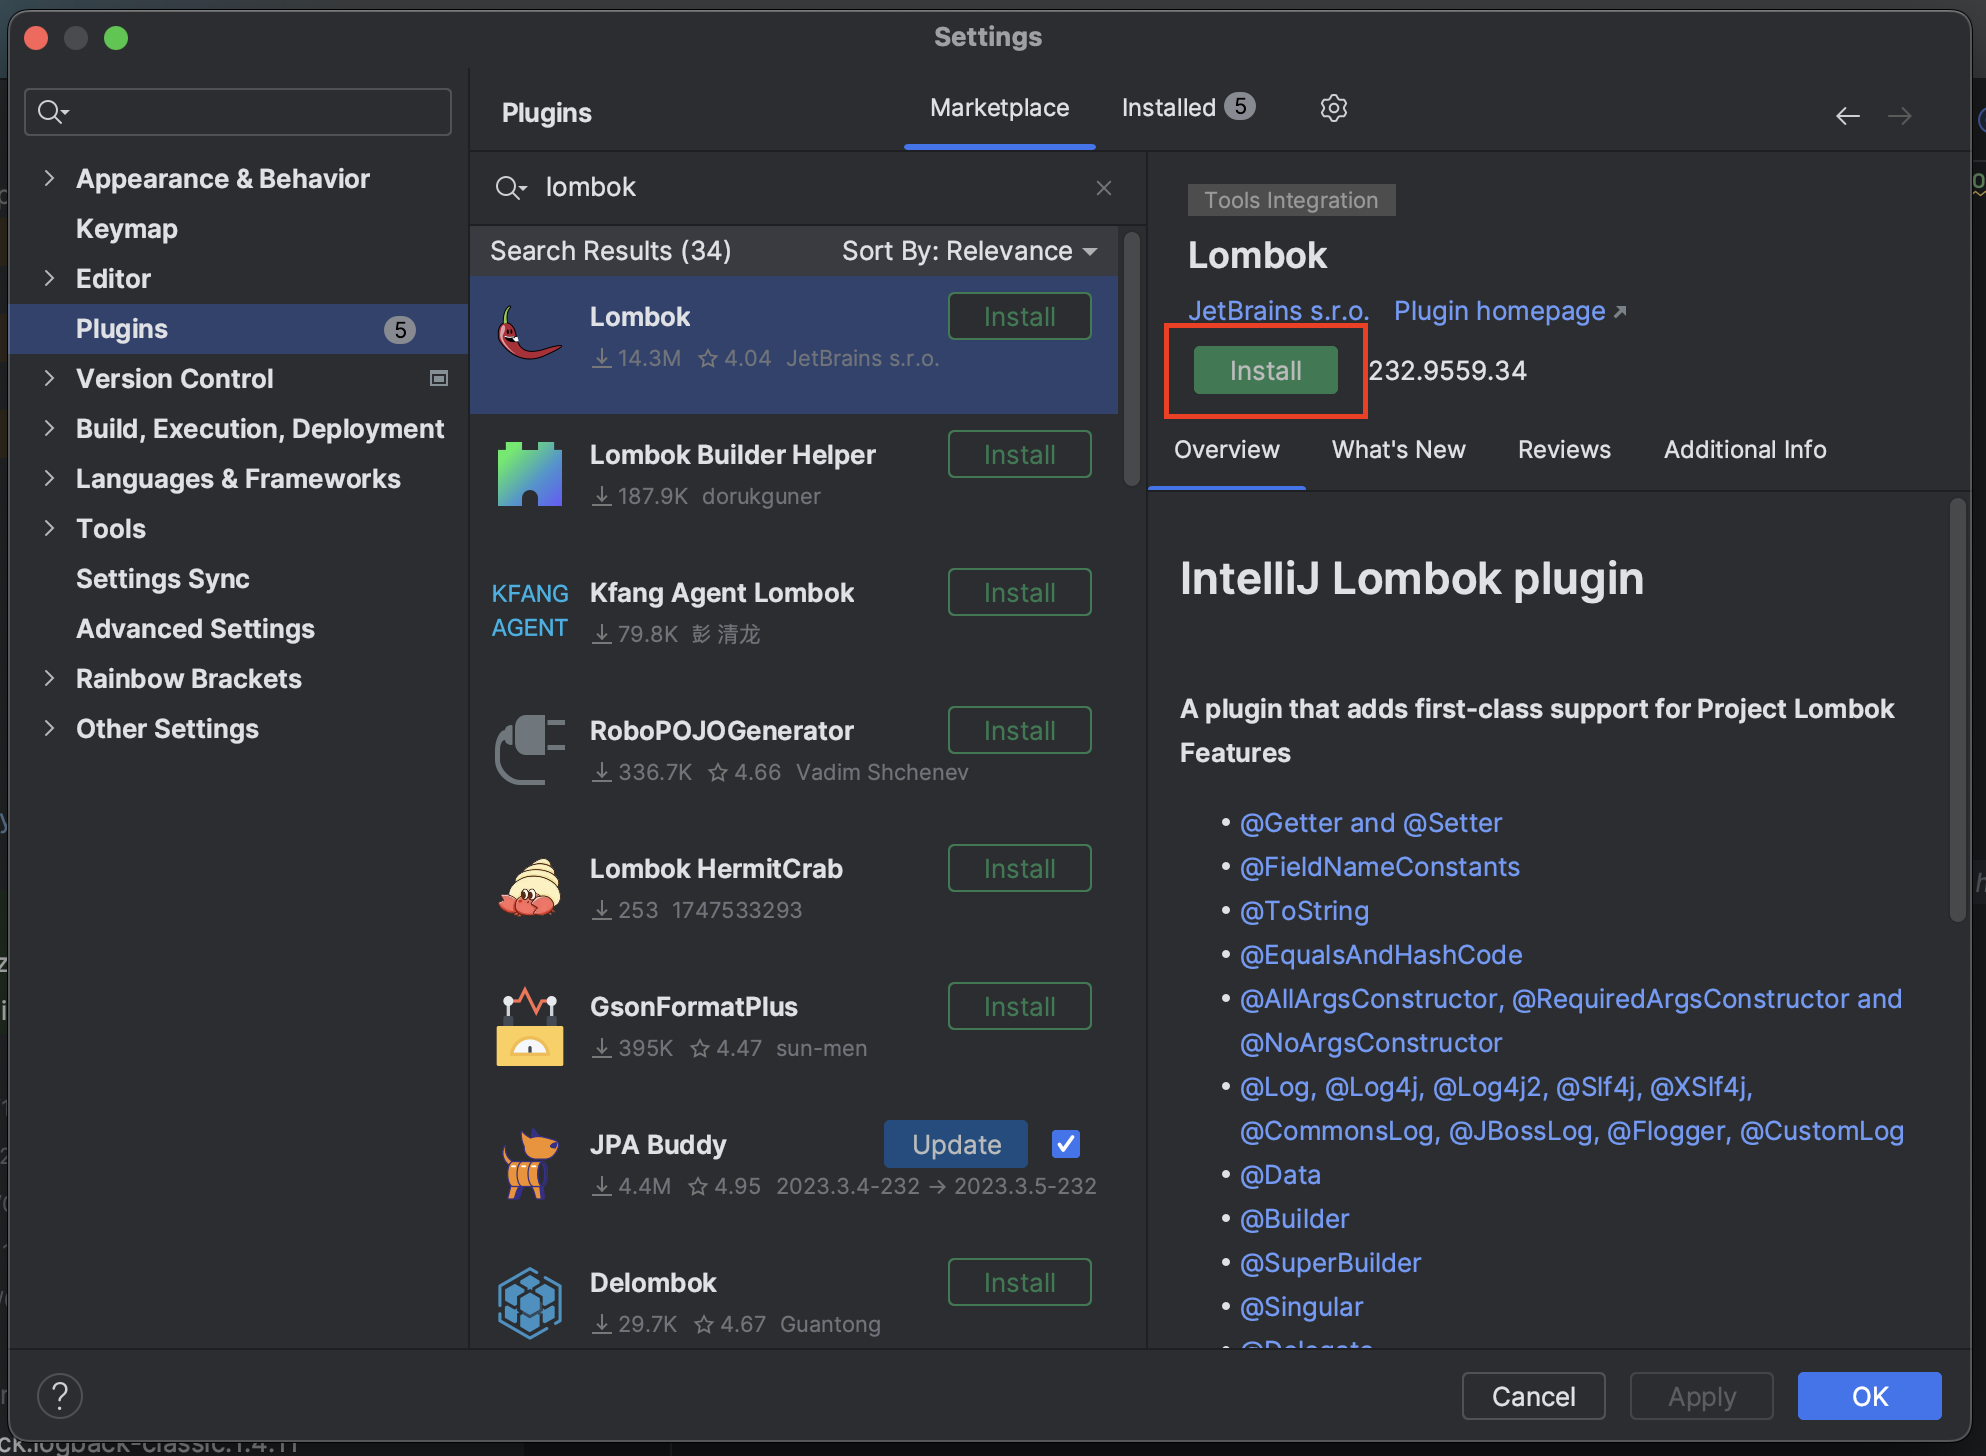 Settings
Appearance & Behavior
Keymap
Editor
Plugins
5
Version Control
Build, Execution, Deployment
Languages & Frameworks
Tools
Settings Sync
Advanced Settings
Rainbow Brackets
Other Settings
Plugins
Marketplace
Installed 5
lombok
Search Results (34)
Sort By: Relevance
Lombok
Install
14.3M 4.04 JetBrains s.r.o.
Lombok Builder Helper
Install
187.9K dorukguner
KFANG
AGENT
Kfang Agent Lombok
Install
79.8K 彭 清龙
RoboPOJOGenerator
Install
336.7K 4.66 Vadim Shchenev
Lombok HermitCrab
Install
253 1747533293
GsonFormatPlus
Install
395K 4.47 sun-men
JPA Buddy
Update
4.4M 4.95 2023.3.4-232 → 2023.3.5-232
Delombok
Install
29.7K 4.67 Guantong
Tools Integration
Lombok
JetBrains s.r.o. Plugin homepage
Install
232.9559.34
Overview
What's New
Reviews
Additional Info
IntelliJ Lombok plugin
A plugin that adds first-class support for Project Lombok
Features
• @Getter and @Setter
• @FieldNameConstants
• @ToString
• @EqualsAndHashCode
• @AllArgsConstructor, @RequiredArgsConstructor and
@NoArgsConstructor
• @Log, @Log4j, @Log4j2, @Slf4j, @XSlf4j,
@CommonsLog, @JBossLog, @Flogger, @CustomLog
• @Data
• @Builder
• @SuperBuilder
• @Singular
• @Delegate
?
Cancel
Apply
OK
ck.logback-classic.1.4.11